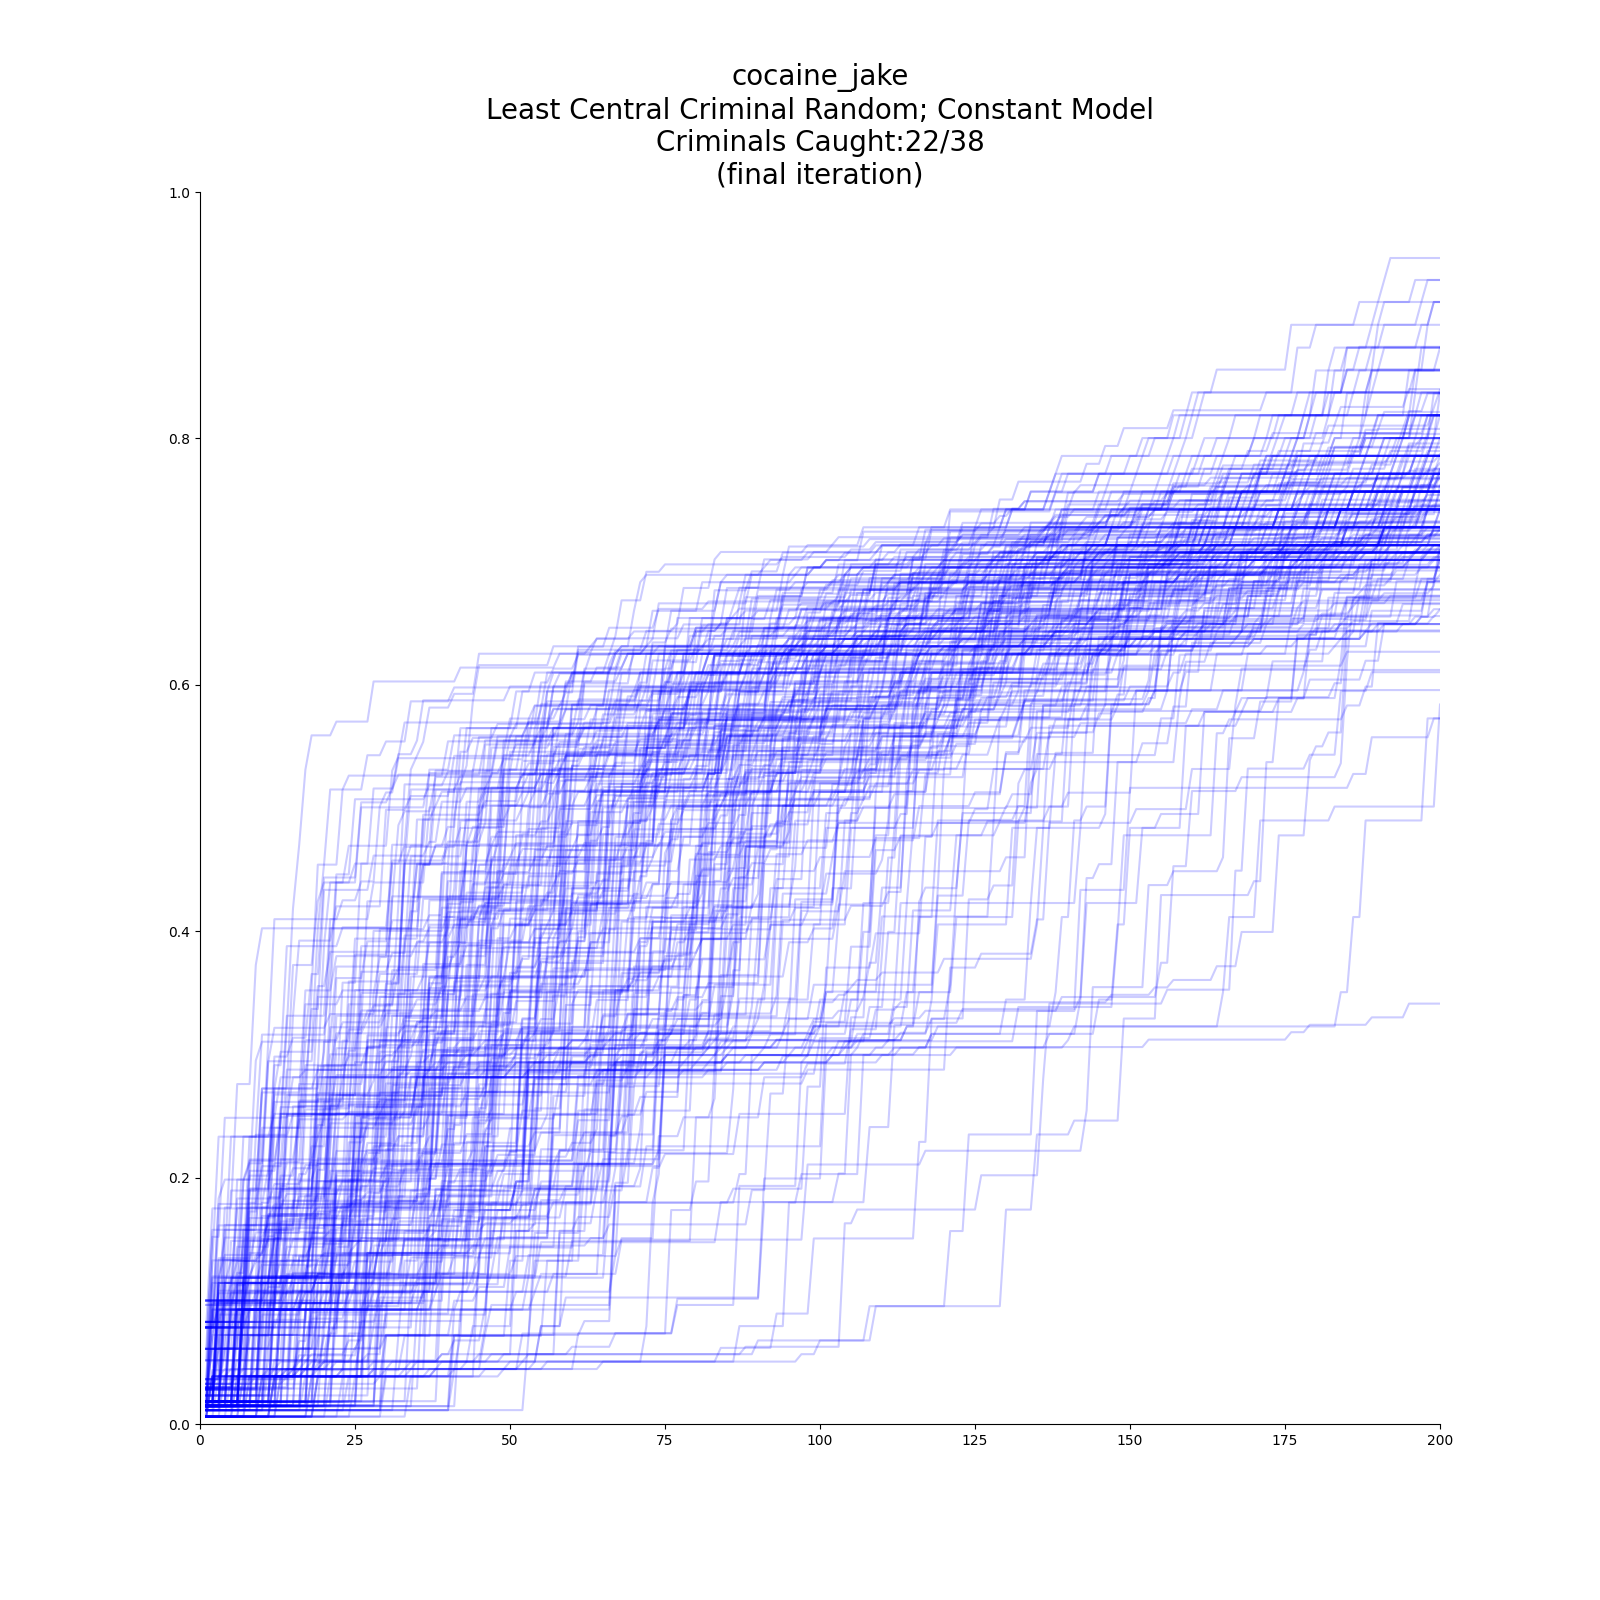 cocaine_jake
Least Central Criminal Random; Constant Model
Criminals Caught:22/38
(final iteration)
1.0
0.8
0.6
0.4
0.2
0.0
0 25 50 75 100 125 150 175 200